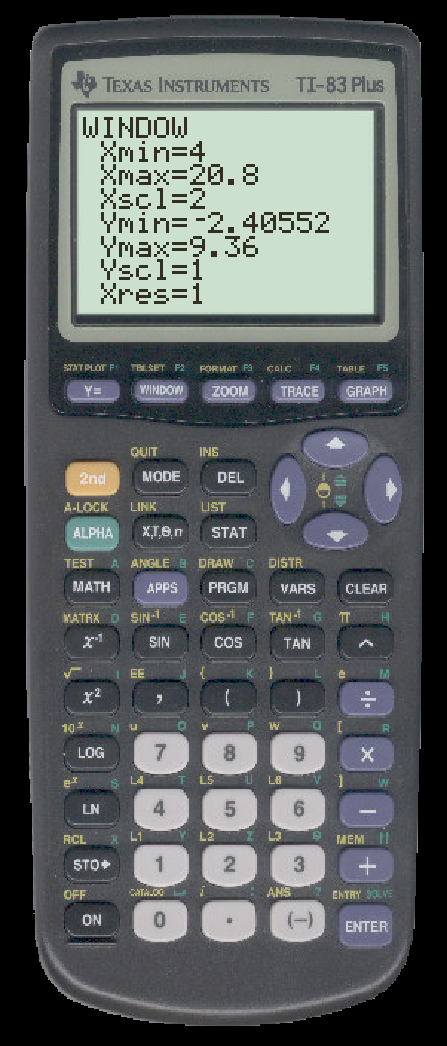 TEXAS INSTRUMENTS TI-83 Plus
WINDOW
Xmin=4
Xmax=20.8
Xscl=2
Ymin=⁻2.40552
Ymax=9.36
Yscl=1
Xres=1
STAT PLOT F1 TBLSET F2 FORMAT F3 CALC F4 TABLE F5
Y= WINDOW ZOOM TRACE GRAPH
QUIT INS
2nd MODE DEL
A-LOCK LINK LIST
ALPHA X,T,Θ,n STAT
TEST A ANGLE B DRAW C DISTR
MATH APPS PRGM VARS CLEAR
MATRX D SIN⁻¹ E COS⁻¹ F TAN⁻¹ G π H
x⁻¹ SIN COS TAN ^
√ I EE J { K } L e M
x² , ( ) ÷
10ˣ N u O v P w Q [ R
LOG 7 8 9 ×
eˣ S L4 T L5 U L6 V ] W
LN 4 5 6 −
RCL X L1 Y L2 Z L3 θ MEM "
STO▸ 1 2 3 +
OFF CATALOG i : ANS ? ENTRY SOLVE
ON 0 . (−) ENTER